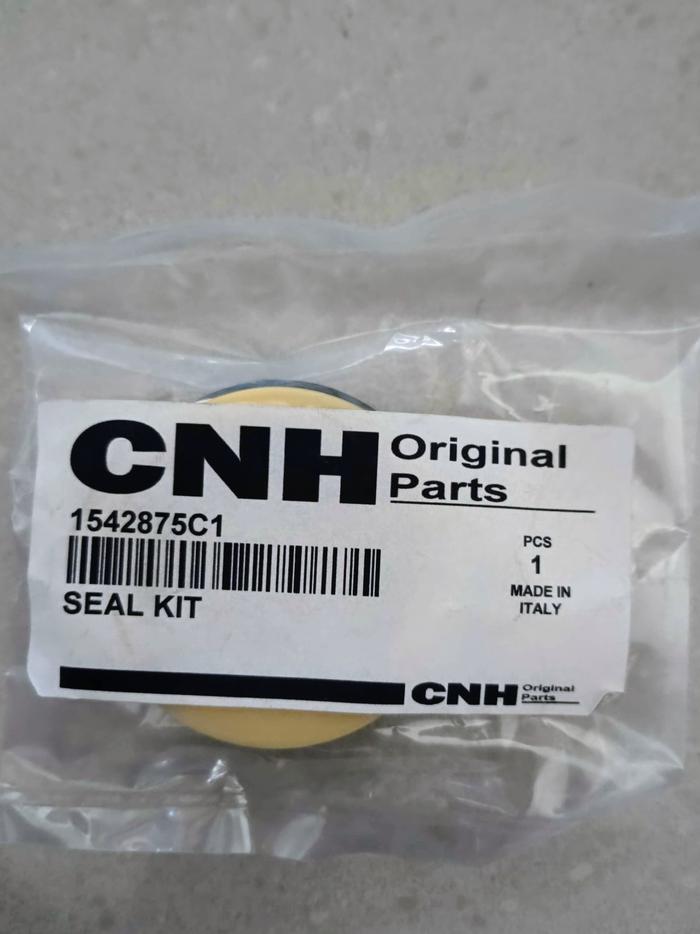 CNH Original Parts
1542875C1
PCS
1
SEAL KIT
MADE IN
ITALY
CNH Original Parts